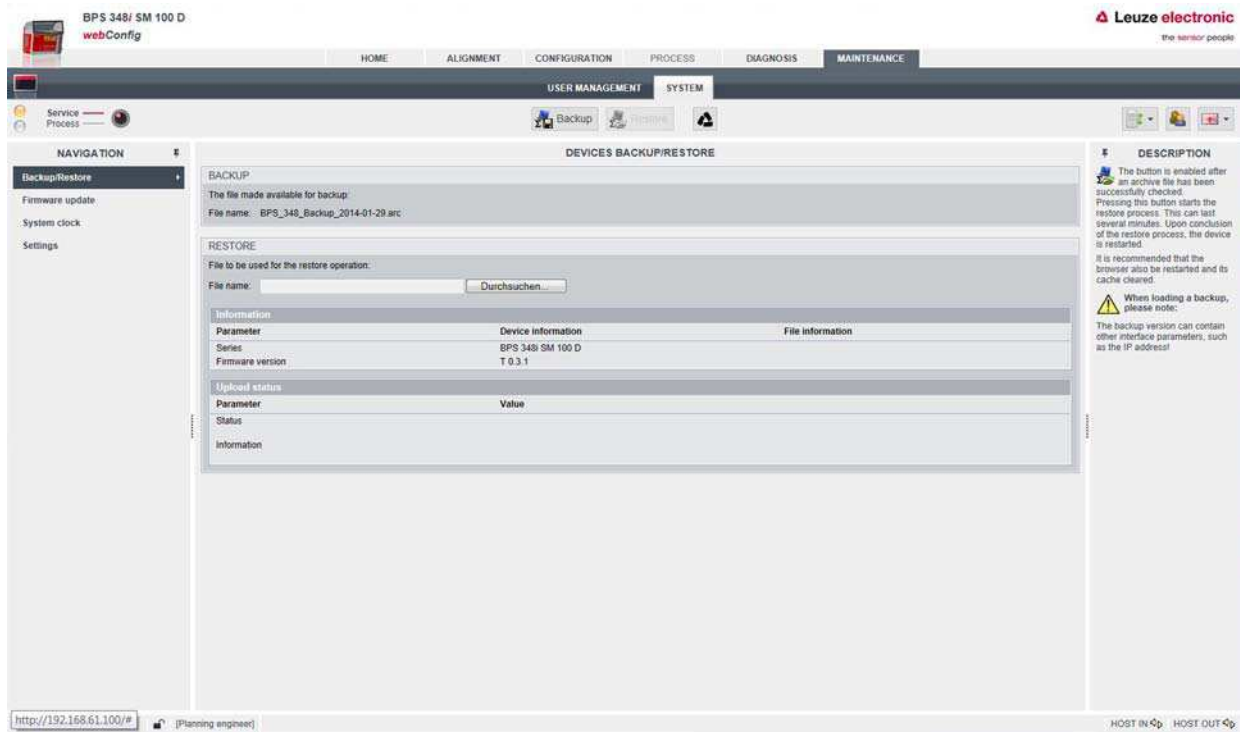 BPS 348i SM 100 D
webConfig
Leuze electronic
the sensor people
HOME ALIGNMENT CONFIGURATION PROCESS DIAGNOSIS MAINTENANCE
USER MANAGEMENT SYSTEM
Service
Process
Backup Restore
NAVIGATION
Backup/Restore
Firmware update
System clock
Settings
DEVICES BACKUP/RESTORE
BACKUP
The file made available for backup:
File name: BPS_348_Backup_2014-01-29.arc
RESTORE
File to be used for the restore operation:
File name: Durchsuchen...
Information
Parameter Device information File information
Series BPS 348i SM 100 D
Firmware version T 0.3.1
Upload status
Parameter Value
Status
Information
DESCRIPTION
The button is enabled after
an archive file has been
successfully checked.
Pressing this button starts the
restore process. This can last
several minutes. Upon conclusion
of the restore process, the device
is restarted.
It is recommended that the
browser also be restarted and its
cache cleared.
When loading a backup,
please note:
The backup version can contain
other interface parameters, such
as the IP address!
http://192.168.61.100/# [Planning engineer]
HOST IN HOST OUT